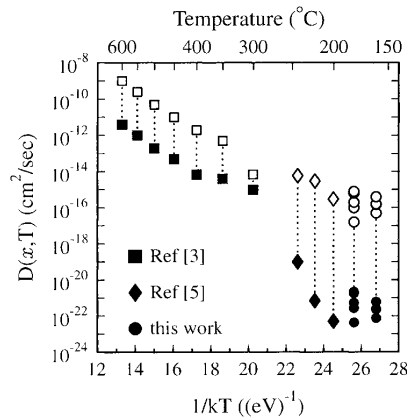 Temperature (°C)
600 500 400 350 300 200 150
10⁻⁸
10⁻¹⁰
10⁻¹²
10⁻¹⁴
10⁻¹⁶
10⁻¹⁸
10⁻²⁰
10⁻²²
10⁻²⁴
D(x,T) (cm²/sec)
Ref [3]
Ref [5]
this work
12 14 16 18 20 22 24 26 28
1/kT ((eV)⁻¹)